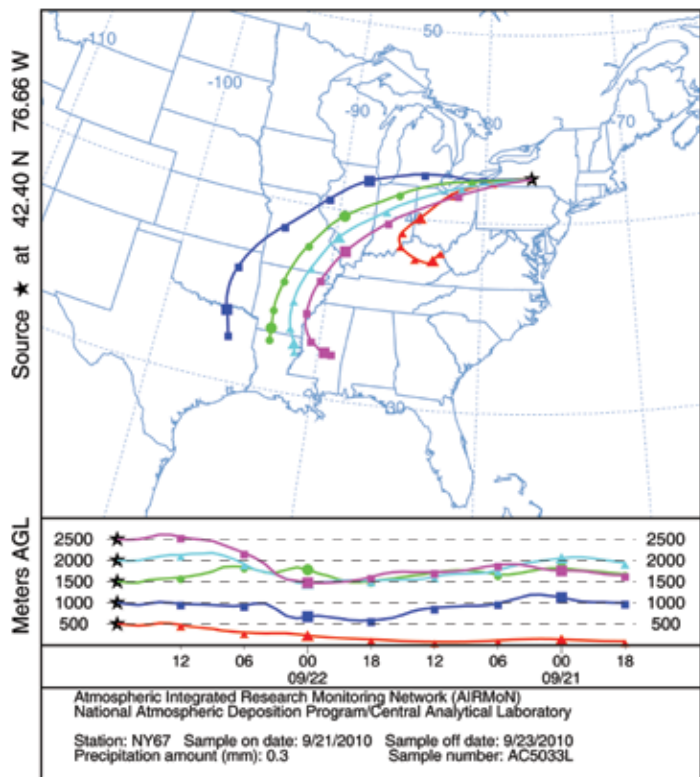 -110
-100
50
-90
-80
70
40
30
Source ★ at 42.40 N 76.66 W
Meters AGL
2500 2500
2000 2000
1500 1500
1000 1000
500 500
12 06 00 18 12 06 00 18
09/22 09/21
Atmospheric Integrated Research Monitoring Network (AIRMoN)
National Atmospheric Deposition Program/Central Analytical Laboratory
Station: NY67 Sample on date: 9/21/2010 Sample off date: 9/23/2010
Precipitation amount (mm): 0.3 Sample number: AC5033L